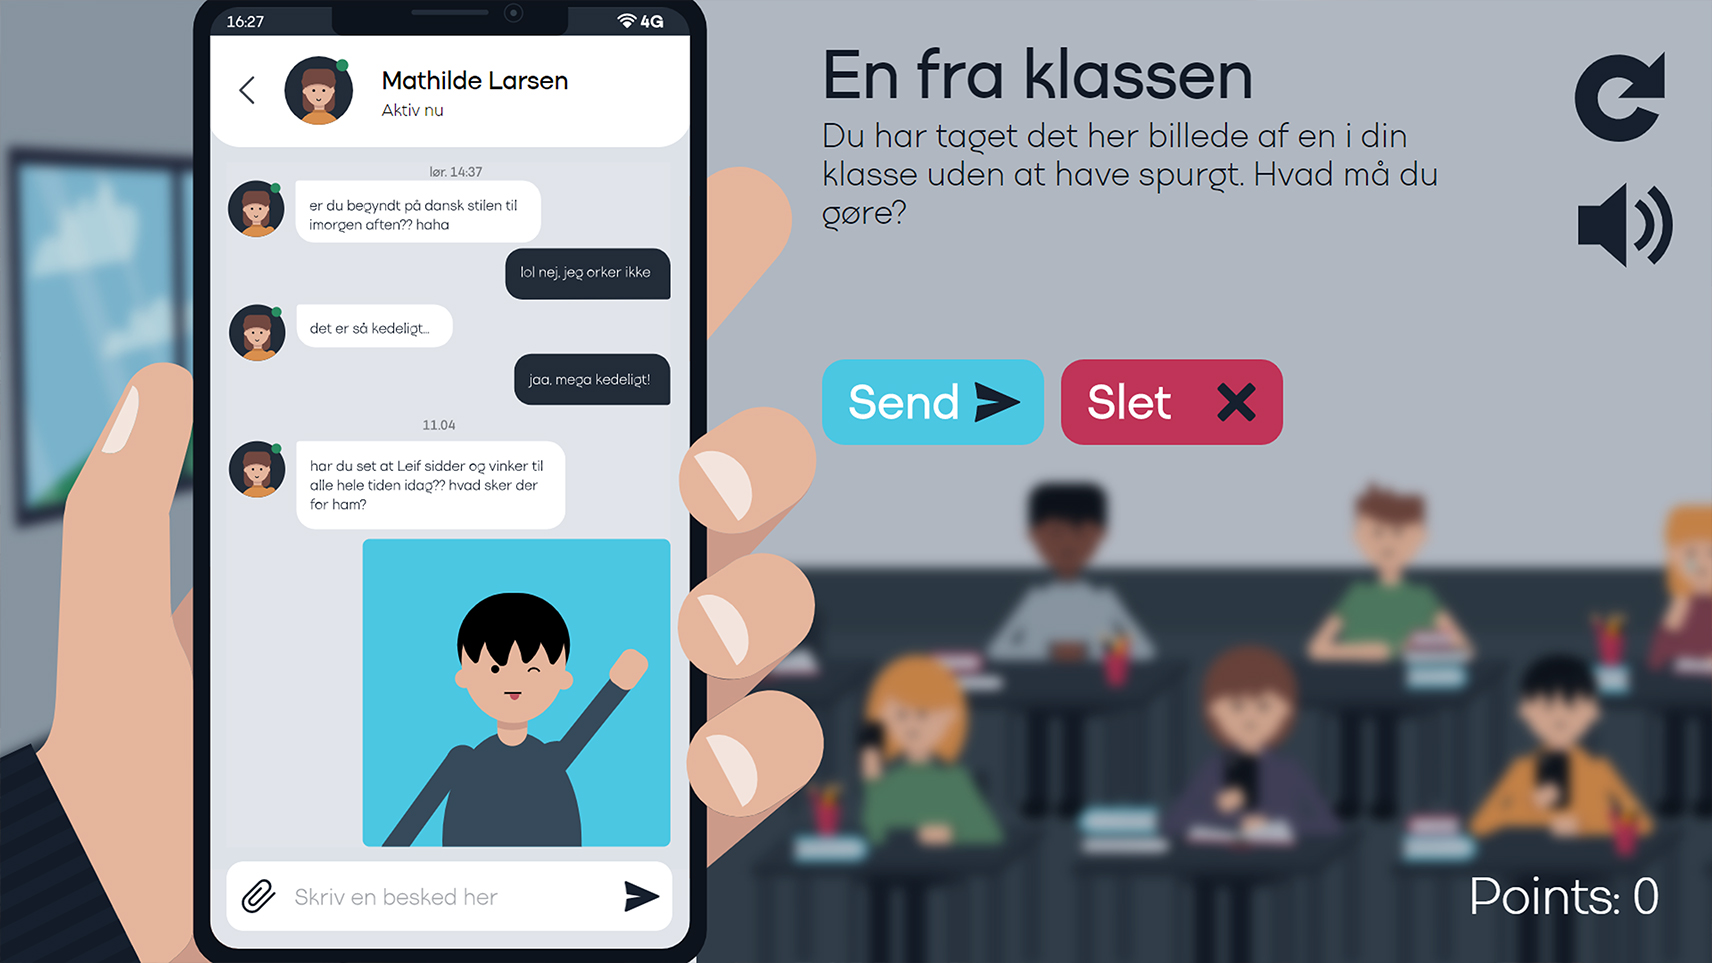 16:27
4G
Mathilde Larsen
Aktiv nu
lør. 14:37
er du begyndt på dansk stilen til
imorgen aften?? haha
lol nej, jeg orker ikke
det er så kedeligt...
jaa, mega kedeligt!
11.04
har du set at Leif sidder og vinker til
alle hele tiden idag?? hvad sker der
for ham?
Skriv en besked her
En fra klassen
Du har taget det her billede af en i din
klasse uden at have spurgt. Hvad må du
gøre?
Send
Slet
Points: 0